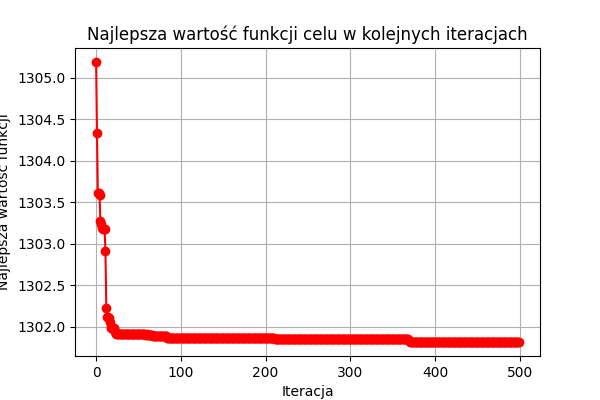 Najlepsza wartość funkcji celu w kolejnych iteracjach
Najlepsza wartość funkcji
1305.0
1304.5
1304.0
1303.5
1303.0
1302.5
1302.0
0 100 200 300 400 500
Iteracja